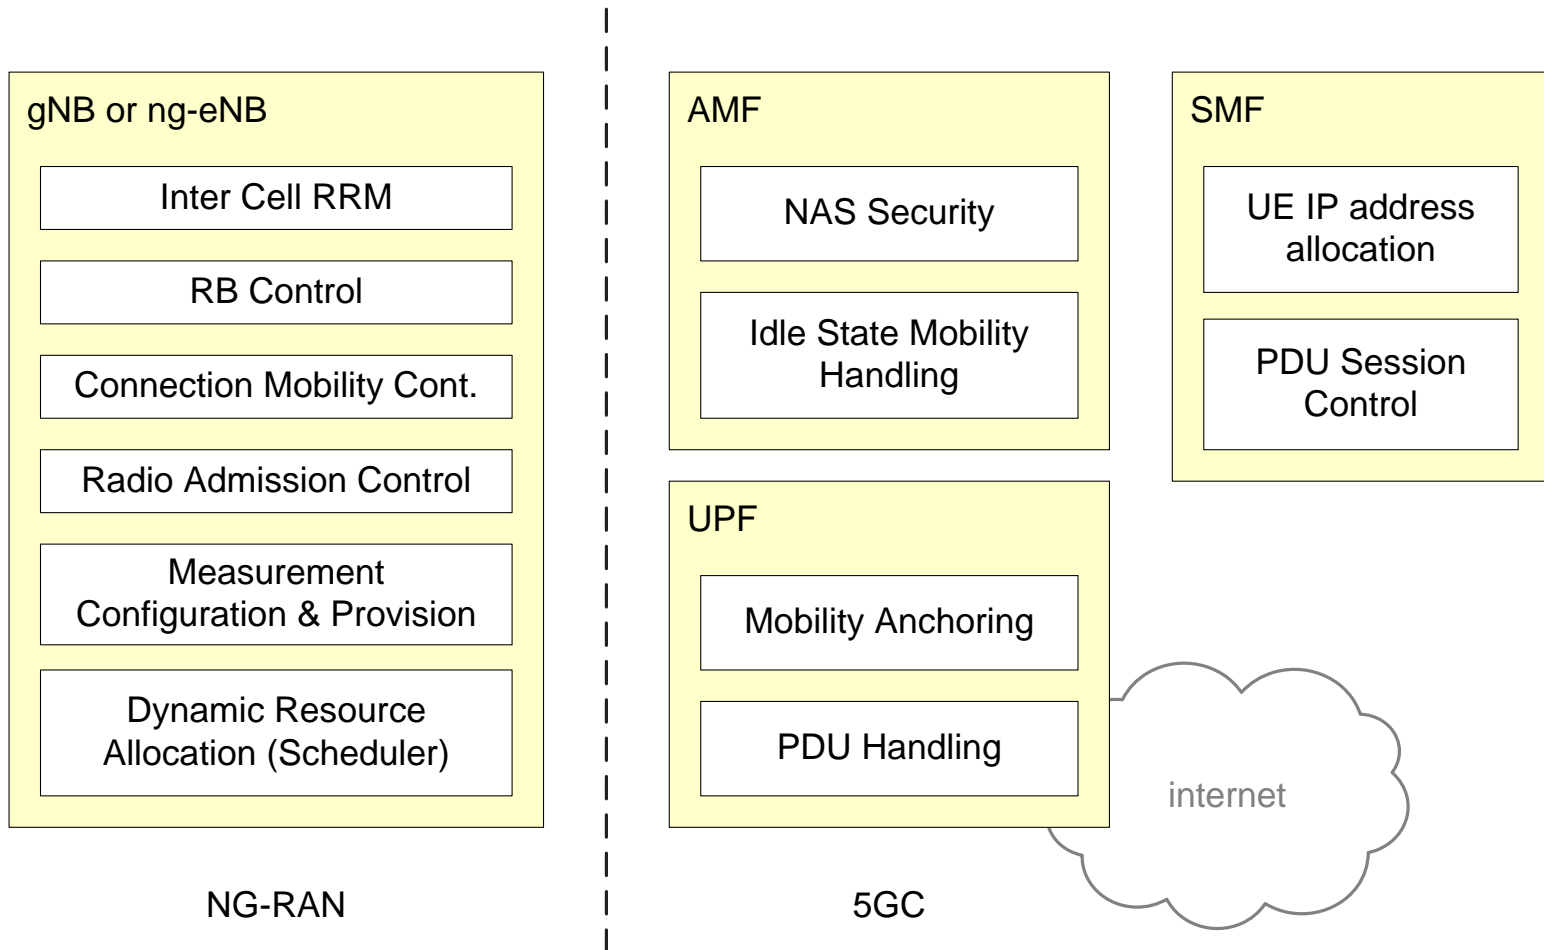 gNB or ng-eNB
Inter Cell RRM
RB Control
Connection Mobility Cont.
Radio Admission Control
Measurement
Configuration & Provision
Dynamic Resource
Allocation (Scheduler)
NG-RAN
AMF
NAS Security
Idle State Mobility
Handling
SMF
UE IP address
allocation
PDU Session
Control
UPF
Mobility Anchoring
PDU Handling
internet
5GC